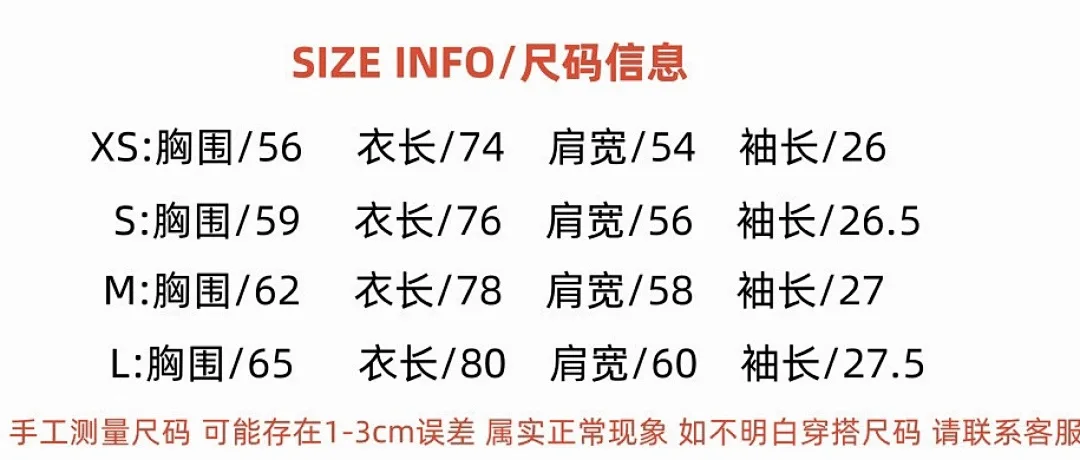 SIZE INFO/尺码信息
XS:胸围/56 衣长/74 肩宽/54 袖长/26
S:胸围/59 衣长/76 肩宽/56 袖长/26.5
M:胸围/62 衣长/78 肩宽/58 袖长/27
L:胸围/65 衣长/80 肩宽/60 袖长/27.5
手工测量尺码 可能存在1-3cm误差 属实正常现象 如不明白穿搭尺码 请联系客服